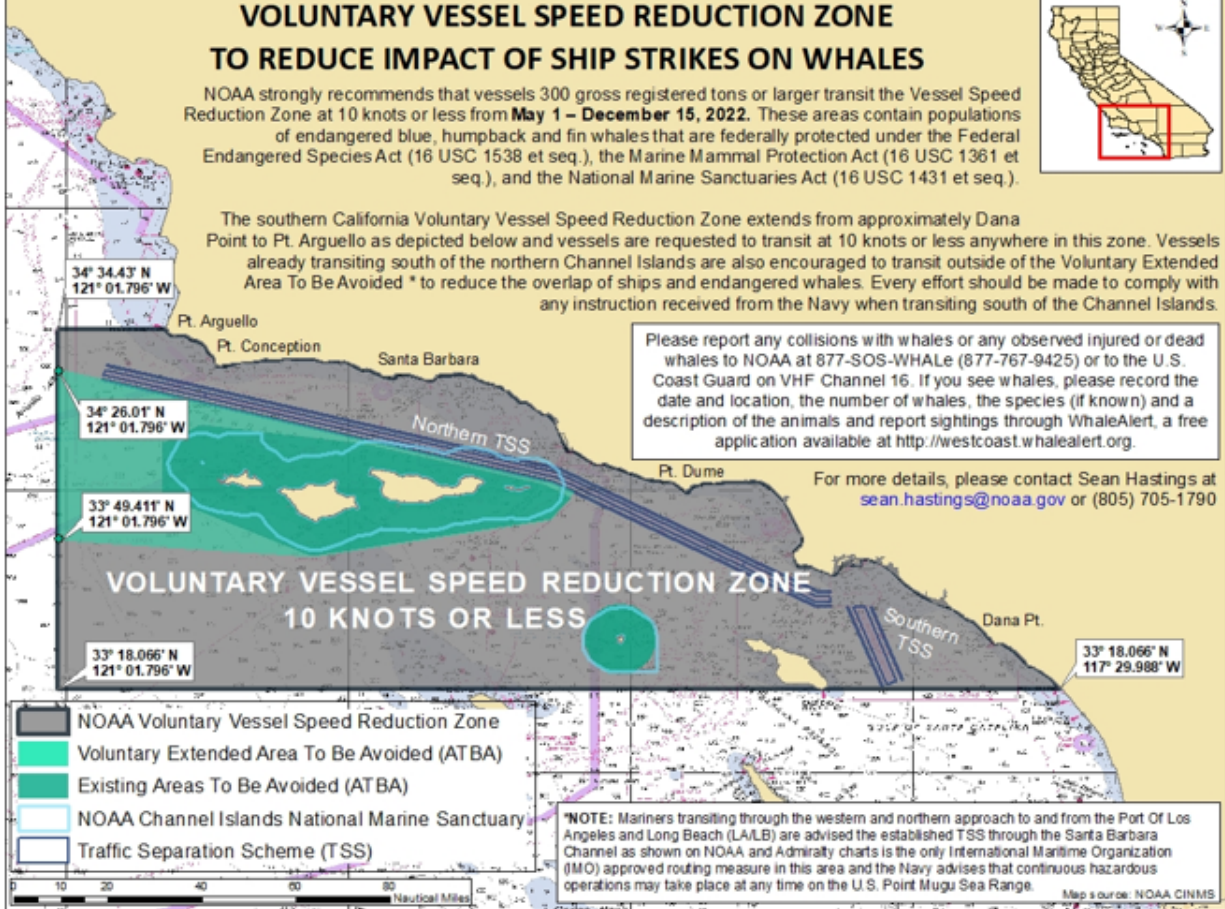 VOLUNTARY VESSEL SPEED REDUCTION ZONE
TO REDUCE IMPACT OF SHIP STRIKES ON WHALES
NOAA strongly recommends that vessels 300 gross registered tons or larger transit the Vessel Speed
Reduction Zone at 10 knots or less from May 1 – December 15, 2022. These areas contain populations
of endangered blue, humpback and fin whales that are federally protected under the Federal
Endangered Species Act (16 USC 1538 et seq.), the Marine Mammal Protection Act (16 USC 1361 et
seq.), and the National Marine Sanctuaries Act (16 USC 1431 et seq.).
The southern California Voluntary Vessel Speed Reduction Zone extends from approximately Dana
Point to Pt. Arguello as depicted below and vessels are requested to transit at 10 knots or less anywhere in this zone. Vessels
already transiting south of the northern Channel Islands are also encouraged to transit outside of the Voluntary Extended
Area To Be Avoided * to reduce the overlap of ships and endangered whales. Every effort should be made to comply with
any instruction received from the Navy when transiting south of the Channel Islands.
34° 34.43' N
121° 01.796' W
Pt. Arguello
Pt. Conception
Santa Barbara
Please report any collisions with whales or any observed injured or dead
whales to NOAA at 877-SOS-WHALe (877-767-9425) or to the U.S.
Coast Guard on VHF Channel 16. If you see whales, please record the
date and location, the number of whales, the species (if known) and a
description of the animals and report sightings through WhaleAlert, a free
application available at http://westcoast.whalealert.org.
34° 26.01' N
121° 01.796' W
Northern TSS
Pt. Dume
For more details, please contact Sean Hastings at
sean.hastings@noaa.gov or (805) 705-1790
33° 49.411' N
121° 01.796' W
VOLUNTARY VESSEL SPEED REDUCTION ZONE
10 KNOTS OR LESS
Southern
TSS
Dana Pt.
33° 18.066' N
121° 01.796' W
33° 18.066' N
117° 29.988' W
NOAA Voluntary Vessel Speed Reduction Zone
Voluntary Extended Area To Be Avoided (ATBA)
Existing Areas To Be Avoided (ATBA)
NOAA Channel Islands National Marine Sanctuary
Traffic Separation Scheme (TSS)
0 10 20 40 60 80
Nautical Miles
*NOTE: Mariners transiting through the western and northern approach to and from the Port Of Los
Angeles and Long Beach (LA/LB) are advised the established TSS through the Santa Barbara
Channel as shown on NOAA and Admiralty charts is the only International Maritime Organization
(IMO) approved routing measure in this area and the Navy advises that continuous hazardous
operations may take place at any time on the U.S. Point Mugu Sea Range.
Map source: NOAA CINMS